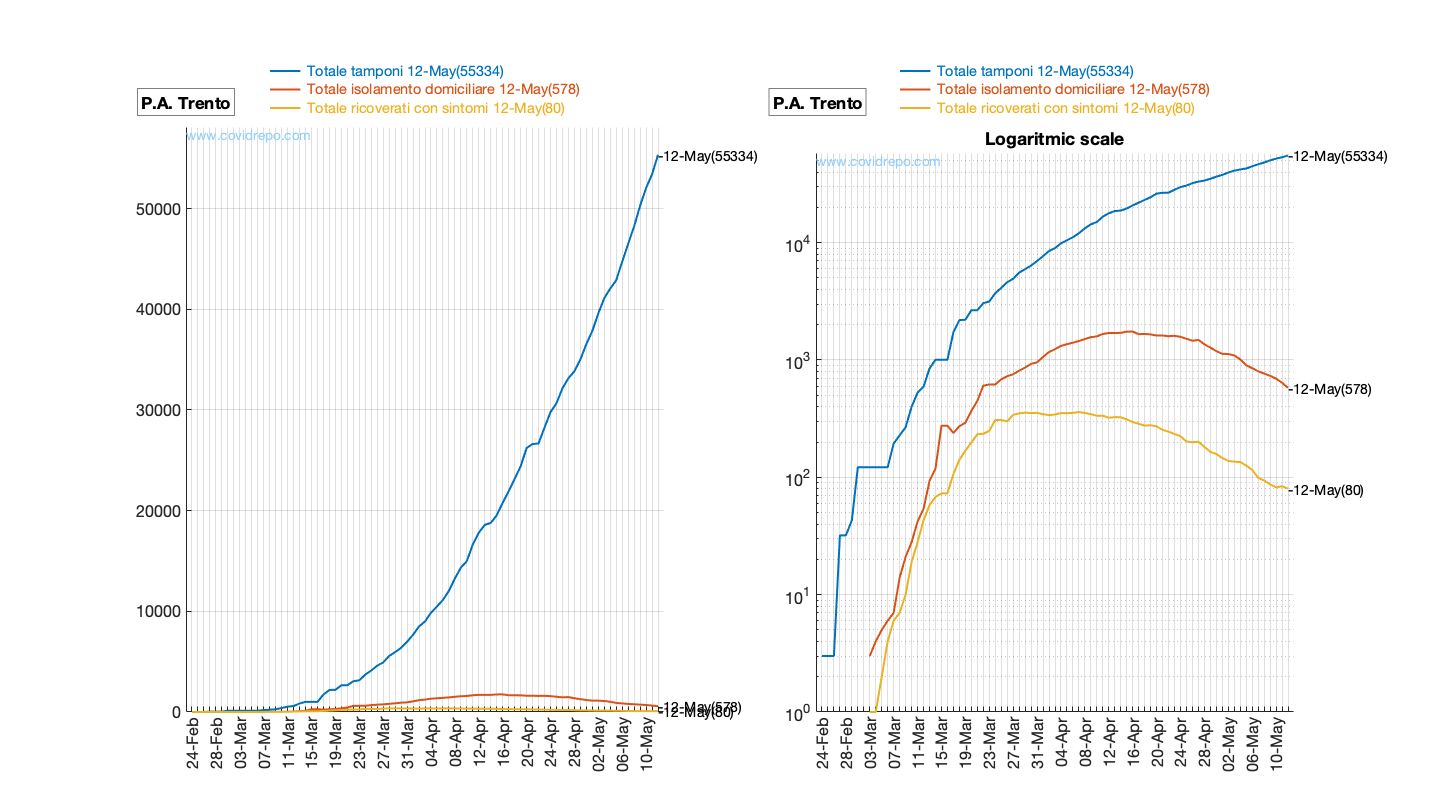 Totale tamponi 12-May(55334)
Totale isolamento domiciliare 12-May(578)
Totale ricoverati con sintomi 12-May(80)
P.A. Trento
www.covidrepo.com
50000
40000
30000
20000
10000
0
12-May(55334)
12-May(578)
12-May(80)
24-Feb
28-Feb
03-Mar
07-Mar
11-Mar
15-Mar
19-Mar
23-Mar
27-Mar
31-Mar
04-Apr
08-Apr
12-Apr
16-Apr
20-Apr
24-Apr
28-Apr
02-May
06-May
10-May
Totale tamponi 12-May(55334)
Totale isolamento domiciliare 12-May(578)
Totale ricoverati con sintomi 12-May(80)
P.A. Trento
Logaritmic scale
www.covidrepo.com
10⁴
10³
10²
10¹
10⁰
12-May(55334)
12-May(578)
12-May(80)
24-Feb
28-Feb
03-Mar
07-Mar
11-Mar
15-Mar
19-Mar
23-Mar
27-Mar
31-Mar
04-Apr
08-Apr
12-Apr
16-Apr
20-Apr
24-Apr
28-Apr
02-May
06-May
10-May